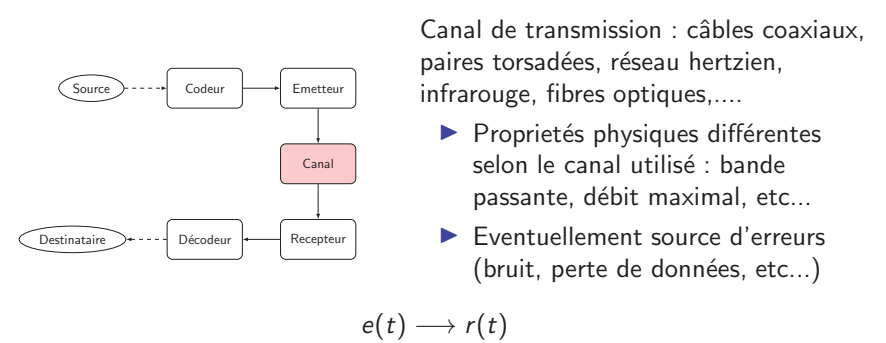 Source
Codeur
Emetteur
Canal
Destinataire
Décodeur
Recepteur
Canal de transmission : câbles coaxiaux,
paires torsadées, réseau hertzien,
infrarouge, fibres optiques,....
▶ Proprietés physiques différentes
selon le canal utilisé : bande
passante, débit maximal, etc...
▶ Eventuellement source d'erreurs
(bruit, perte de données, etc...)
e(t) ⟶ r(t)